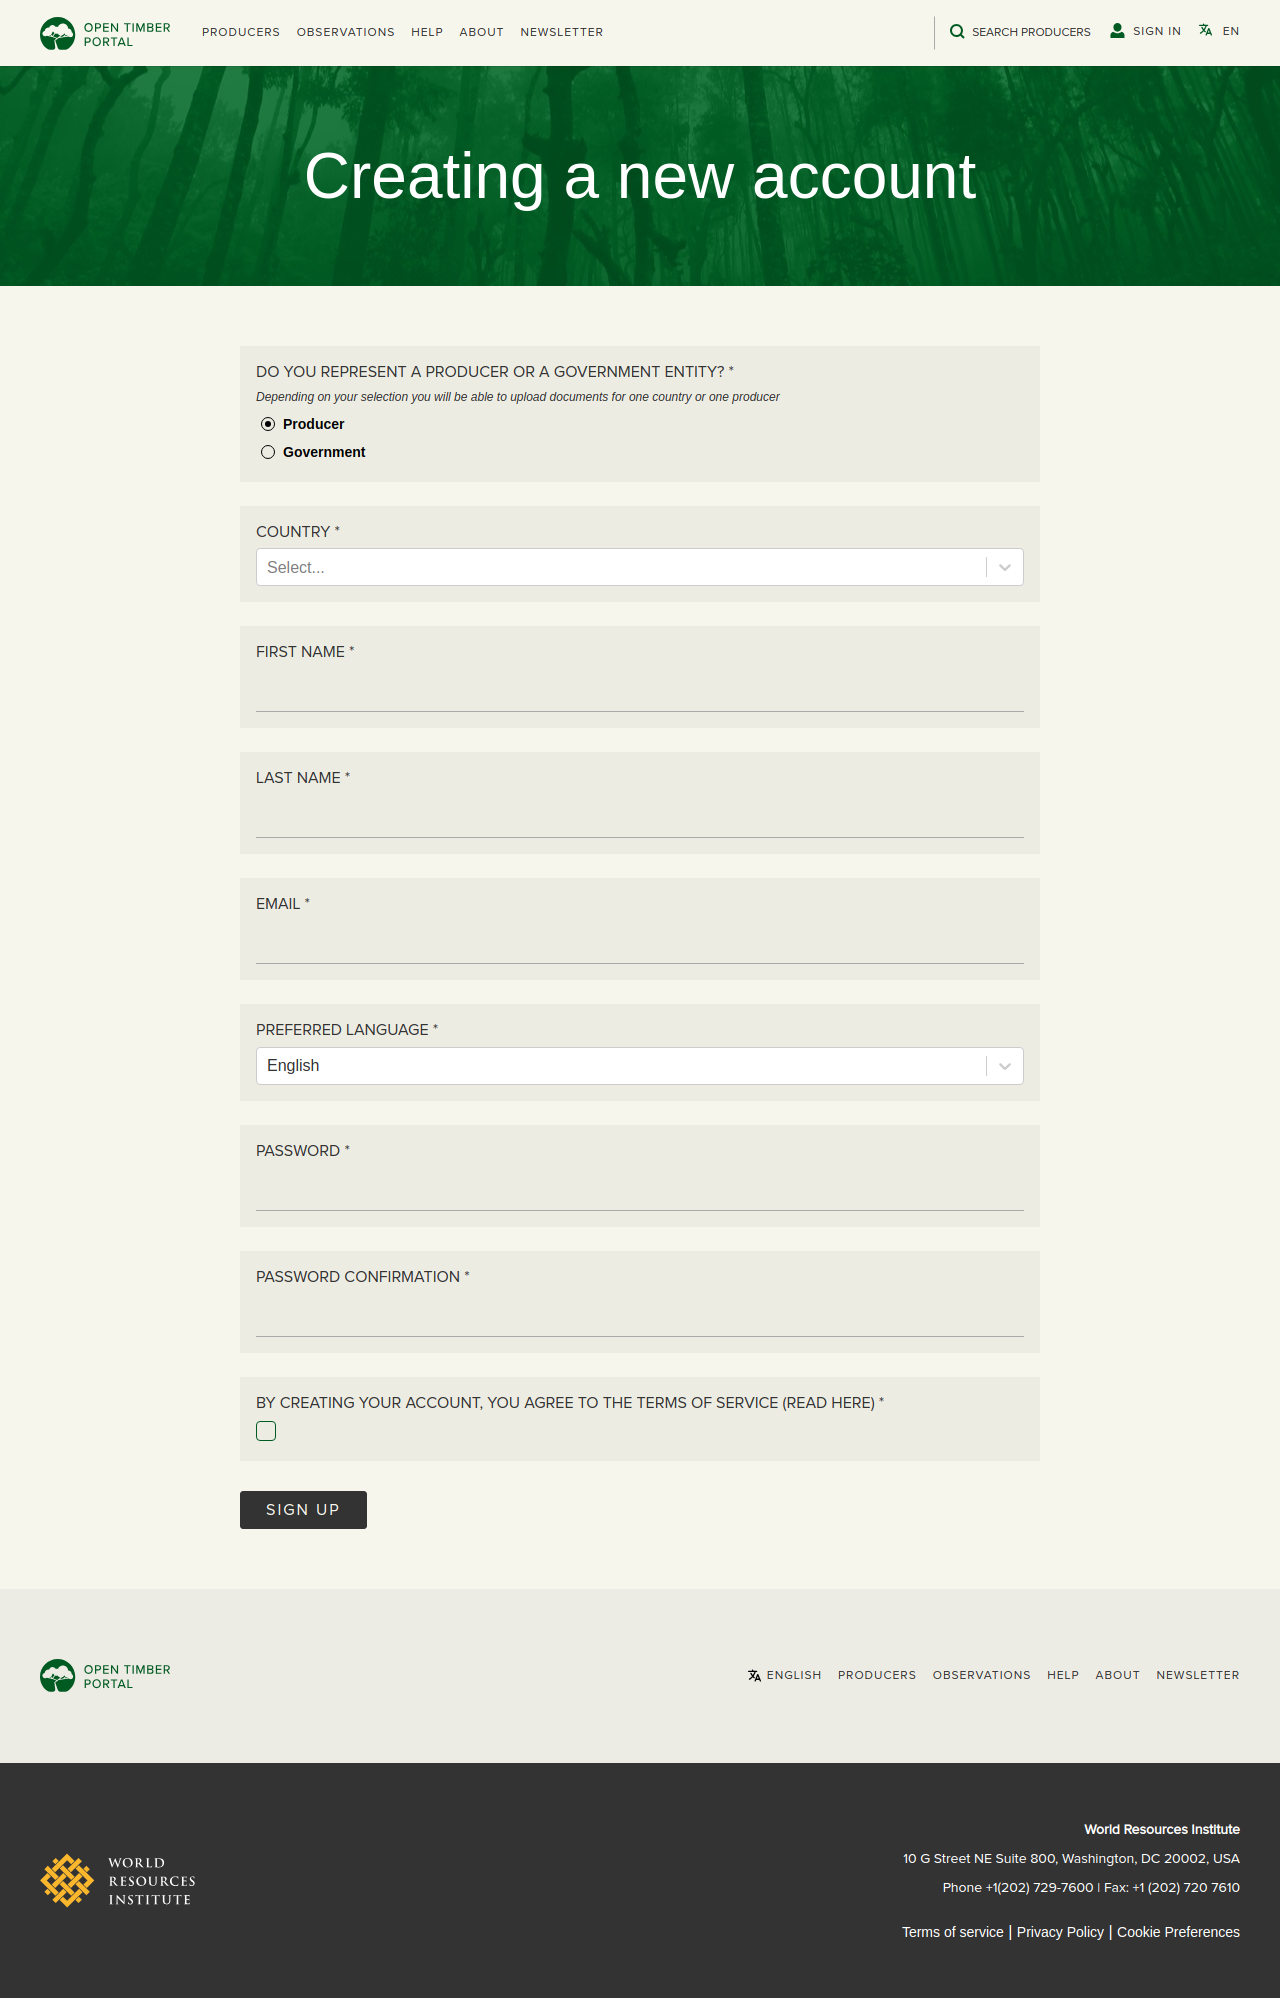 OPEN TIMBER
PORTAL
PRODUCERS OBSERVATIONS HELP ABOUT NEWSLETTER
SEARCH PRODUCERS SIGN IN EN
Creating a new account
DO YOU REPRESENT A PRODUCER OR A GOVERNMENT ENTITY? *
Depending on your selection you will be able to upload documents for one country or one producer
Producer
Government
COUNTRY *
Select...
FIRST NAME *
LAST NAME *
EMAIL *
PREFERRED LANGUAGE *
English
PASSWORD *
PASSWORD CONFIRMATION *
BY CREATING YOUR ACCOUNT, YOU AGREE TO THE TERMS OF SERVICE (READ HERE) *
SIGN UP
OPEN TIMBER
PORTAL
ENGLISH PRODUCERS OBSERVATIONS HELP ABOUT NEWSLETTER
WORLD
RESOURCES
INSTITUTE
World Resources Institute
10 G Street NE Suite 800, Washington, DC 20002, USA
Phone +1(202) 729-7600 | Fax: +1 (202) 720 7610
Terms of service | Privacy Policy | Cookie Preferences